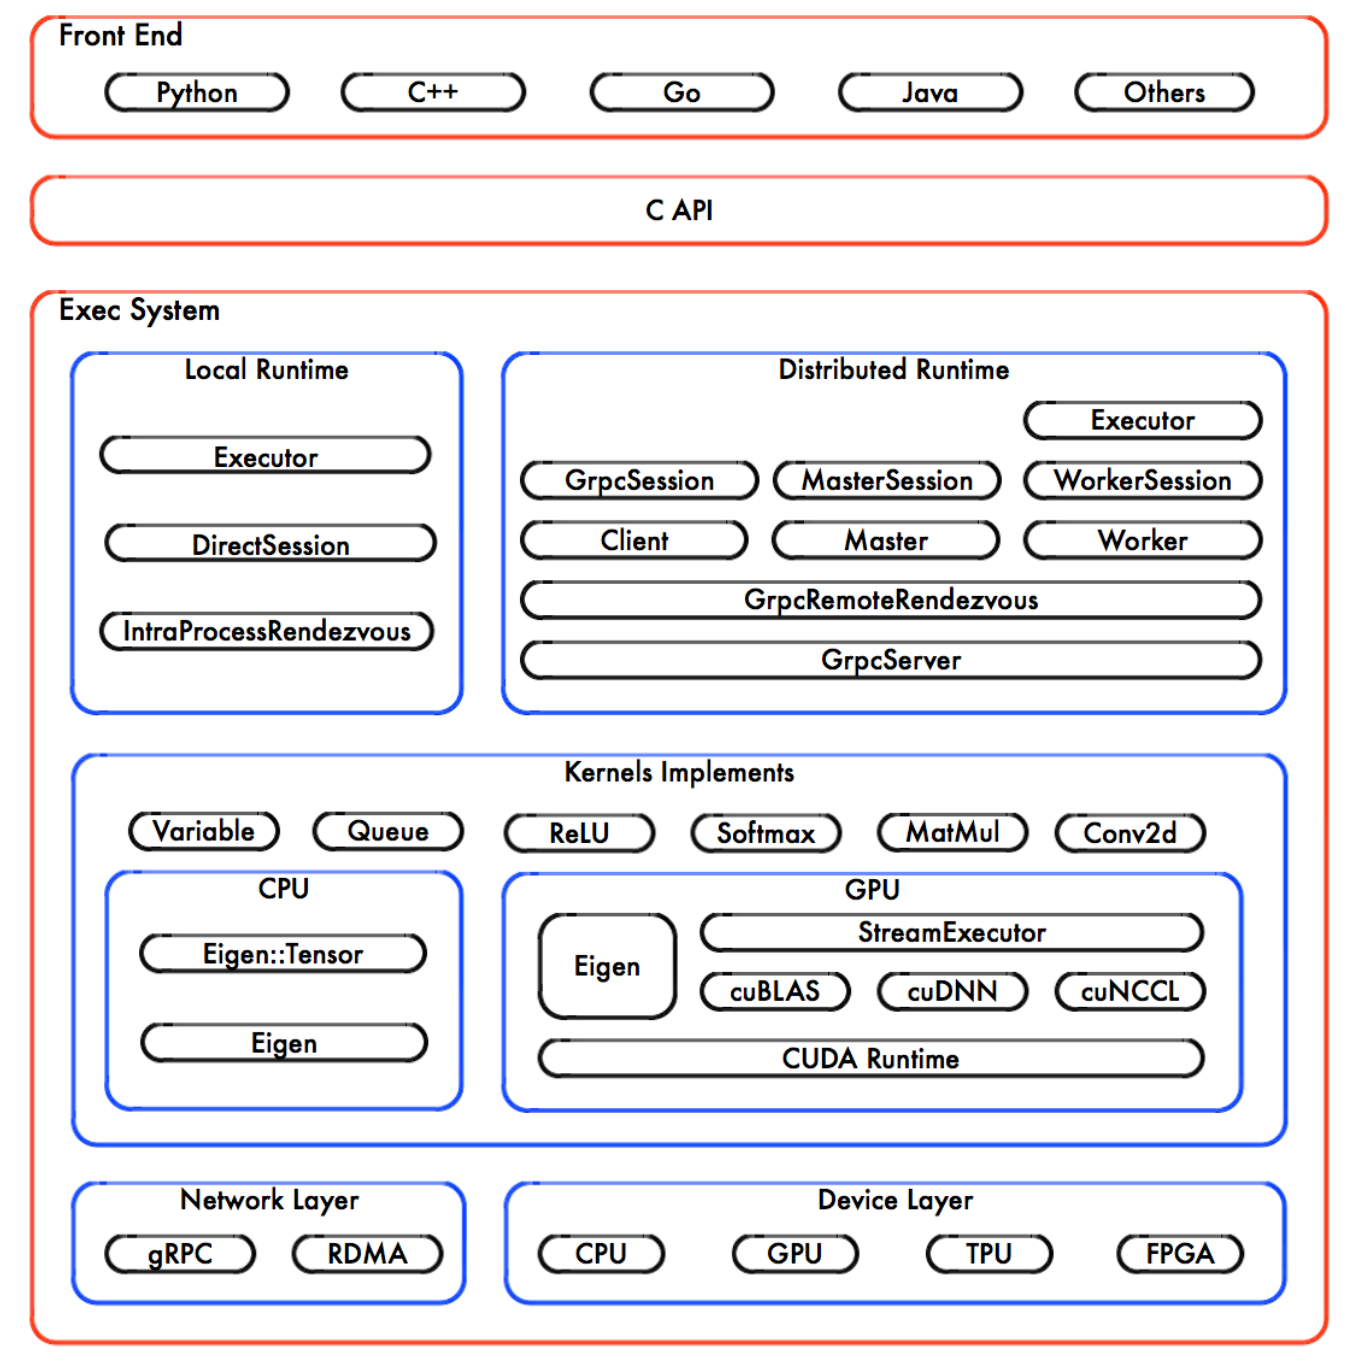 Front End
Python C++ Go Java Others
C API
Exec System
Local Runtime
Executor
DirectSession
IntraProcessRendezvous
Distributed Runtime
Executor
GrpcSession MasterSession WorkerSession
Client Master Worker
GrpcRemoteRendezvous
GrpcServer
Kernels Implements
Variable Queue ReLU Softmax MatMul Conv2d
CPU
Eigen::Tensor
Eigen
GPU
Eigen
StreamExecutor
cuBLAS cuDNN cuNCCL
CUDA Runtime
Network Layer
gRPC RDMA
Device Layer
CPU GPU TPU FPGA